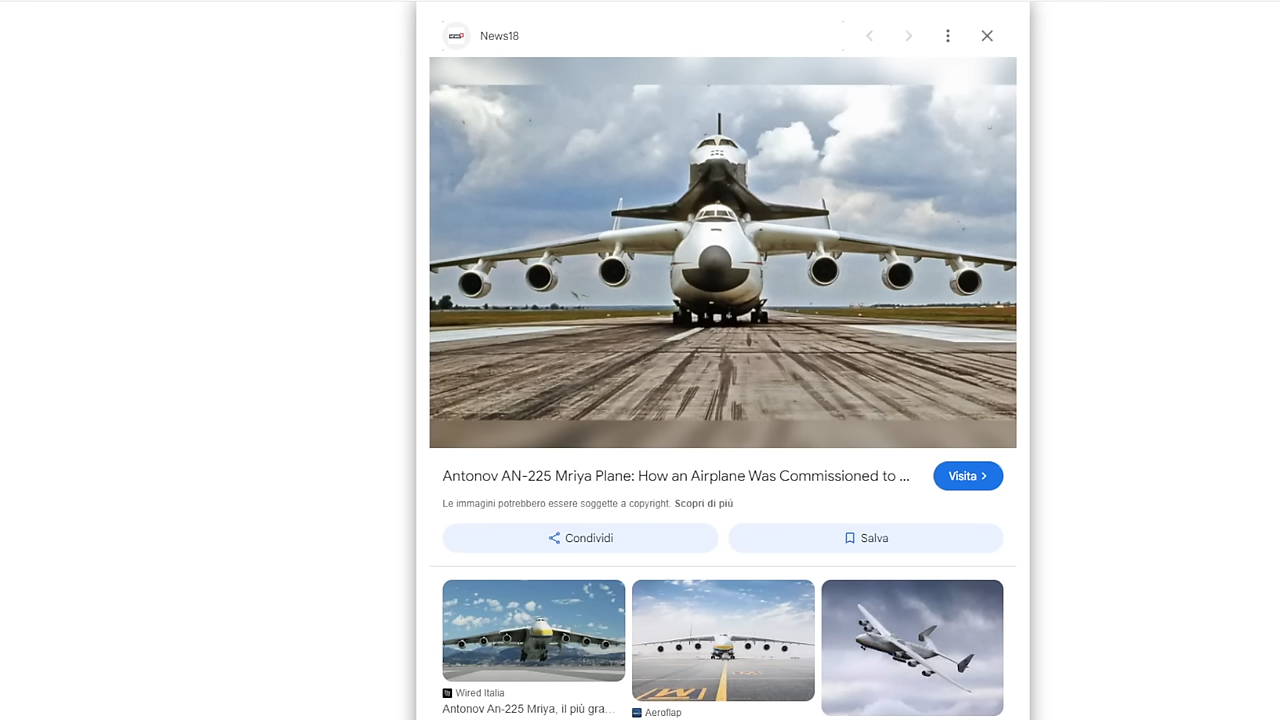 News18
Antonov AN-225 Mriya Plane: How an Airplane Was Commissioned to ...
Visita
Le immagini potrebbero essere soggette a copyright. Scopri di più
Condividi
Salva
Wired Italia
Antonov An-225 Mriya, il più gra...
Aeroflap